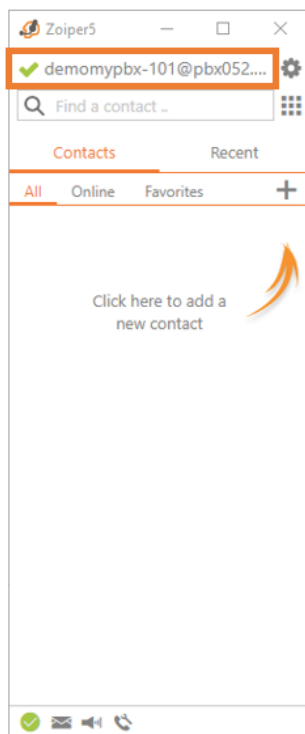 Zoiper5
demomypbx-101@pbx052....
Find a contact ..
Contacts Recent
All Online Favorites
Click here to add a
new contact